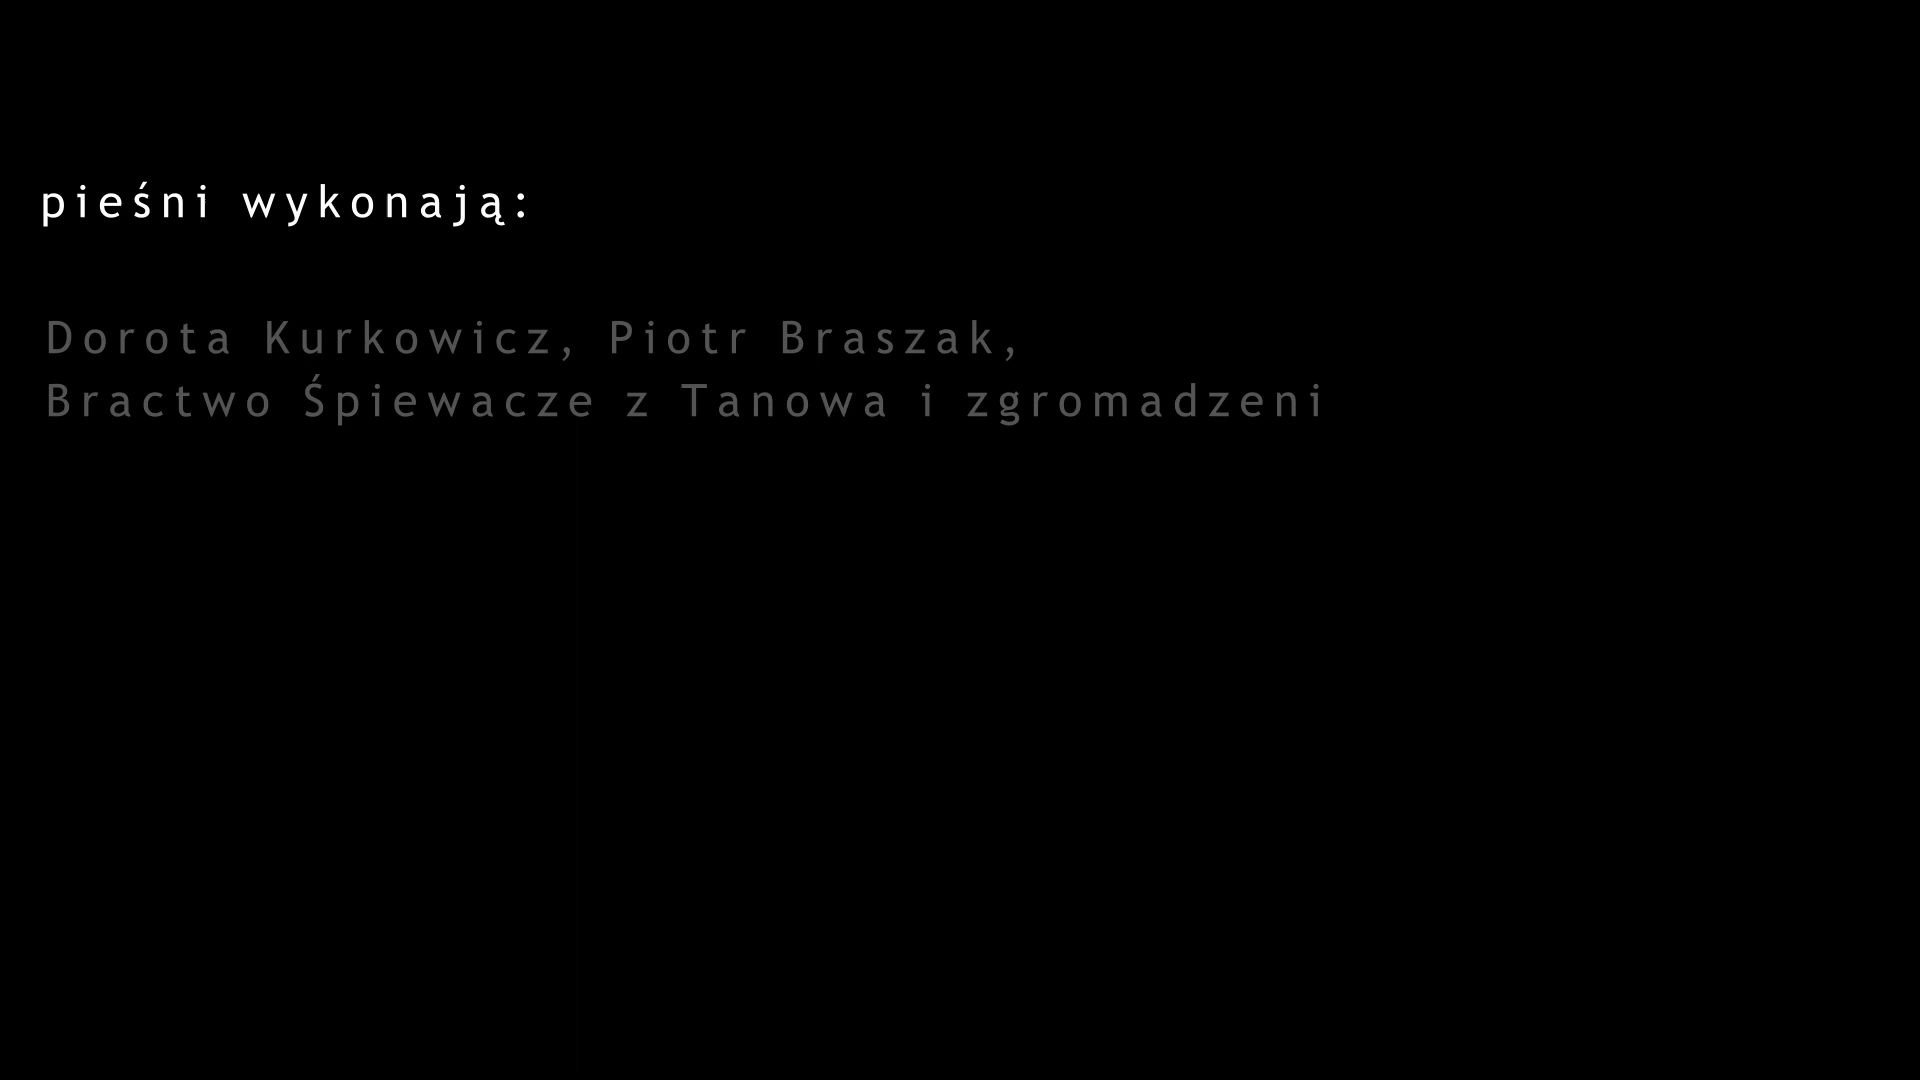 pieśni wykonają:
Dorota Kurkowicz, Piotr Braszak,
Bractwo Śpiewacze z Tanowa i zgromadzeni